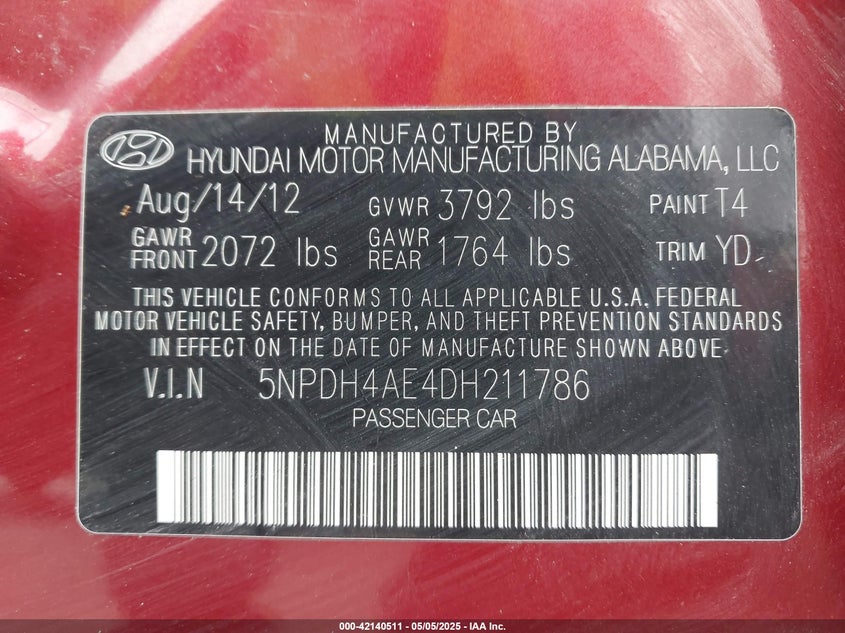 MANUFACTURED BY
HYUNDAI MOTOR MANUFACTURING ALABAMA, LLC
Aug/14/12 GVWR 3792 lbs PAINT T4
GAWR FRONT 2072 lbs GAWR REAR 1764 lbs TRIM YD
THIS VEHICLE CONFORMS TO ALL APPLICABLE U.S.A. FEDERAL
MOTOR VEHICLE SAFETY, BUMPER, AND THEFT PREVENTION STANDARDS
IN EFFECT ON THE DATE OF MANUFACTURE SHOWN ABOVE.
V.I.N 5NPDH4AE4DH211786
PASSENGER CAR
000-42140511 - 05/05/2025 - IAA Inc.